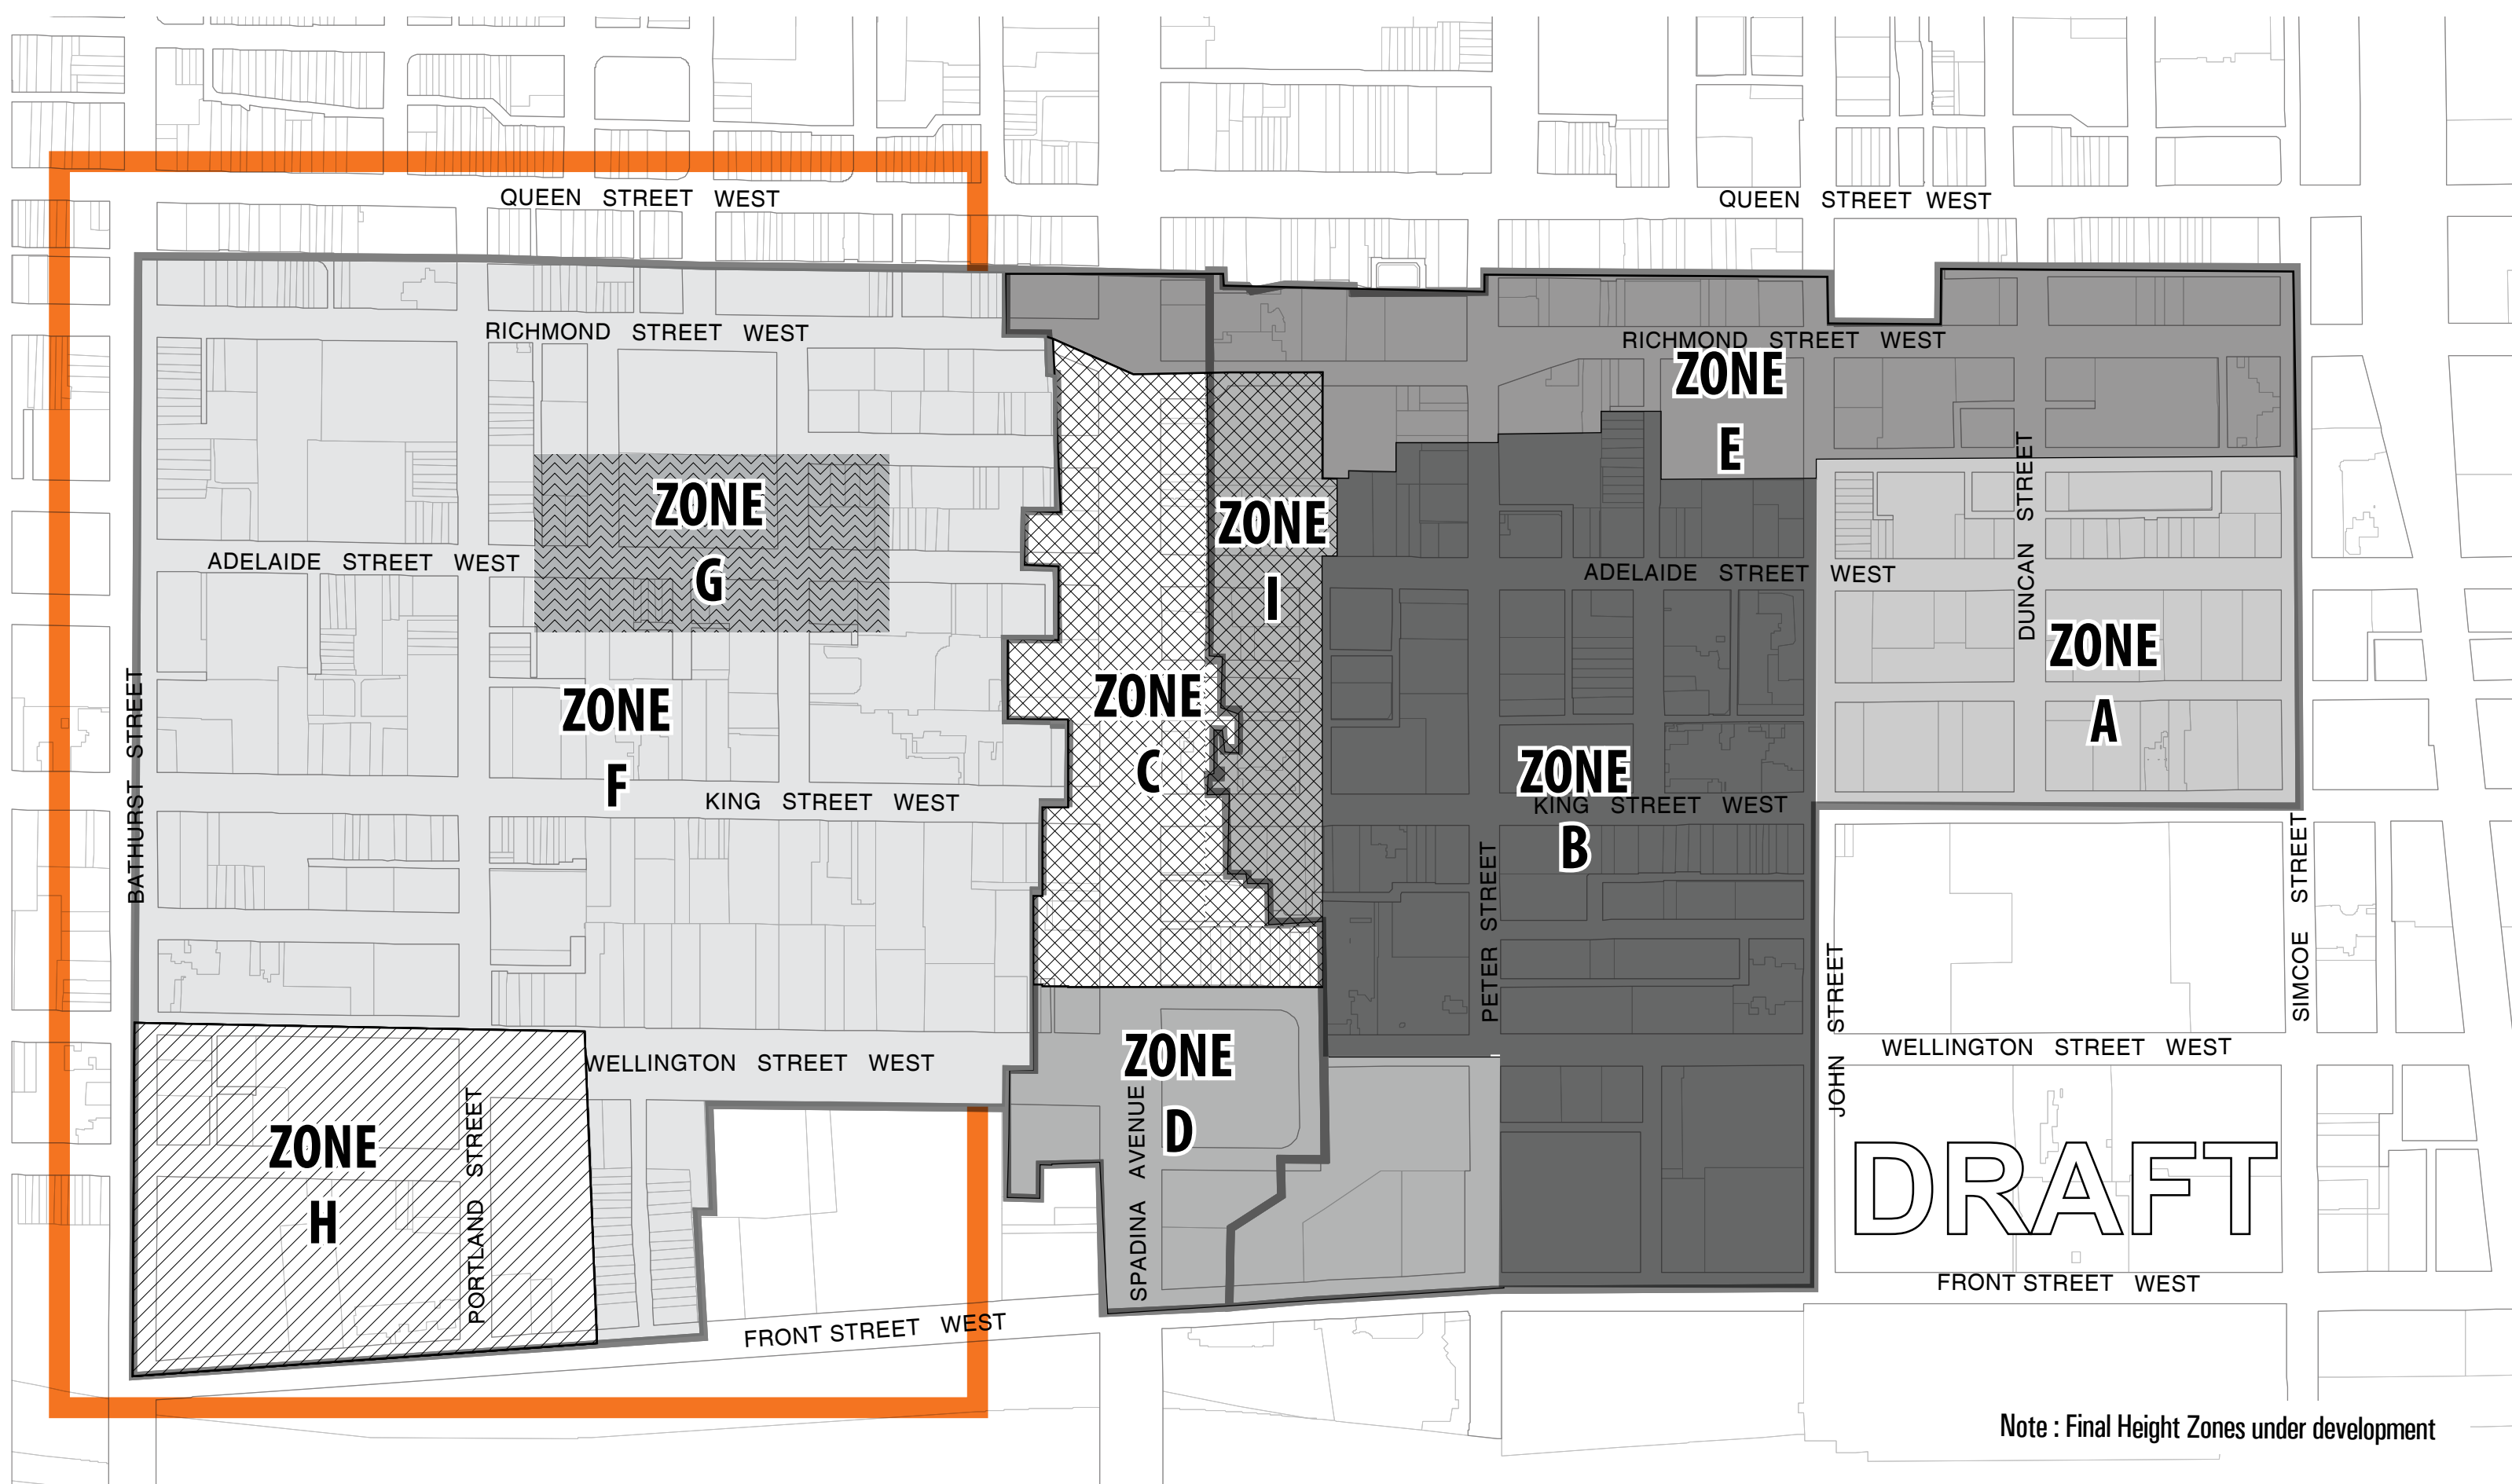 QUEEN STREET WEST
QUEEN STREET WEST
RICHMOND STREET WEST
RICHMOND STREET WEST
ZONE
E
ZONE
G
ZONE
I
DUNCAN STREET
ADELAIDE STREET WEST
ADELAIDE STREET WEST
ZONE
A
ZONE
F
ZONE
C
ZONE
B
BATHURST STREET
KING STREET WEST
KING STREET WEST
PETER STREET
JOHN STREET
SIMCOE STREET
WELLINGTON STREET WEST
WELLINGTON STREET WEST
ZONE
D
ZONE
H
PORTLAND STREET
SPADINA AVENUE
DRAFT
FRONT STREET WEST
FRONT STREET WEST
Note : Final Height Zones under development